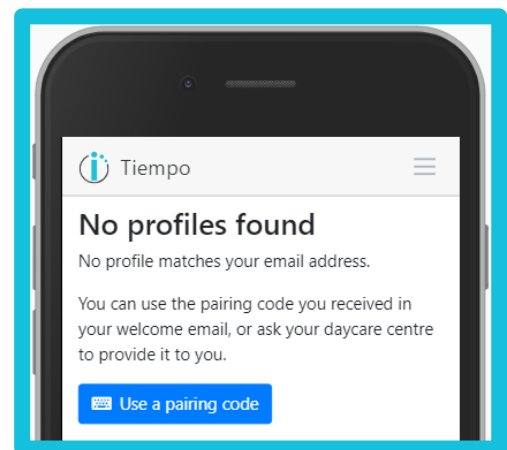 Tiempo
No profiles found
No profile matches your email address.
You can use the pairing code you received in
your welcome email, or ask your daycare centre
to provide it to you.
Use a pairing code